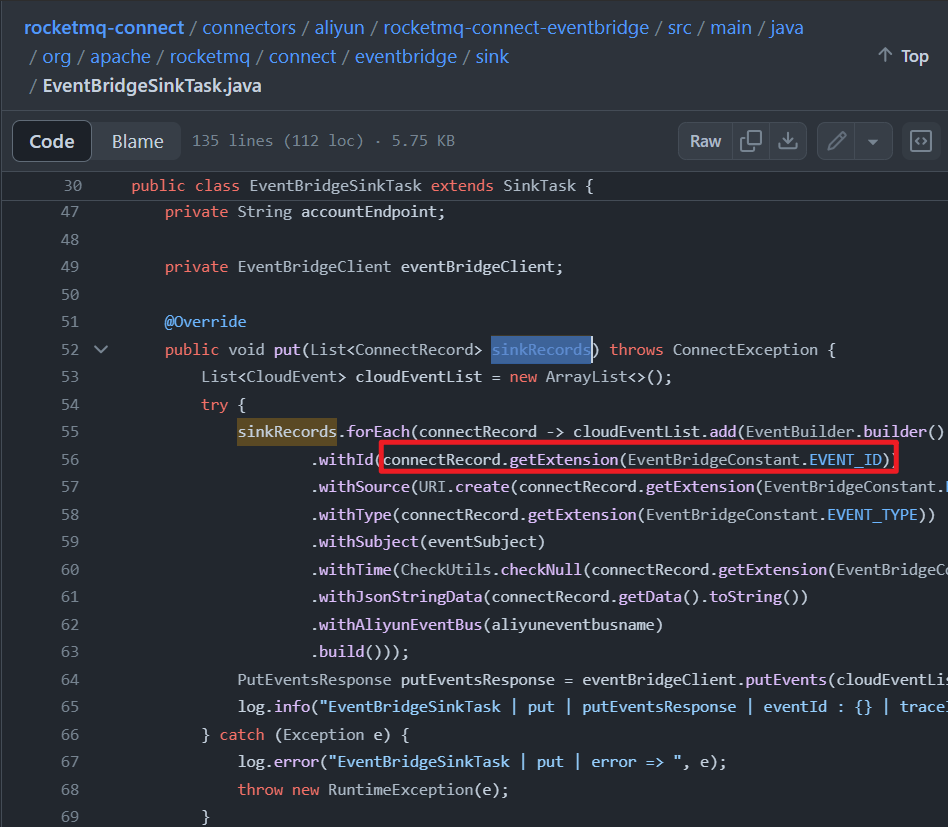 rocketmq-connect / connectors / aliyun / rocketmq-connect-eventbridge / src / main / java
/ org / apache / rocketmq / connect / eventbridge / sink
/ EventBridgeSinkTask.java
Top
Code Blame 135 lines (112 loc) · 5.75 KB Raw
30 public class EventBridgeSinkTask extends SinkTask {
47 private String accountEndpoint;
48
49 private EventBridgeClient eventBridgeClient;
50
51 @Override
52 public void put(List<ConnectRecord> sinkRecords) throws ConnectException {
53 List<CloudEvent> cloudEventList = new ArrayList<>();
54 try {
55 sinkRecords.forEach(connectRecord -> cloudEventList.add(EventBuilder.builder()
56 .withId(connectRecord.getExtension(EventBridgeConstant.EVENT_ID))
57 .withSource(URI.create(connectRecord.getExtension(EventBridgeConstant.
58 .withType(connectRecord.getExtension(EventBridgeConstant.EVENT_TYPE))
59 .withSubject(eventSubject)
60 .withTime(CheckUtils.checkNull(connectRecord.getExtension(EventBridgeCo
61 .withJsonStringData(connectRecord.getData().toString())
62 .withAliyunEventBus(aliyuneventbusname)
63 .build()));
64 PutEventsResponse putEventsResponse = eventBridgeClient.putEvents(cloudEventLis
65 log.info("EventBridgeSinkTask | put | putEventsResponse | eventId : {} | trace
66 } catch (Exception e) {
67 log.error("EventBridgeSinkTask | put | error => ", e);
68 throw new RuntimeException(e);
69 }